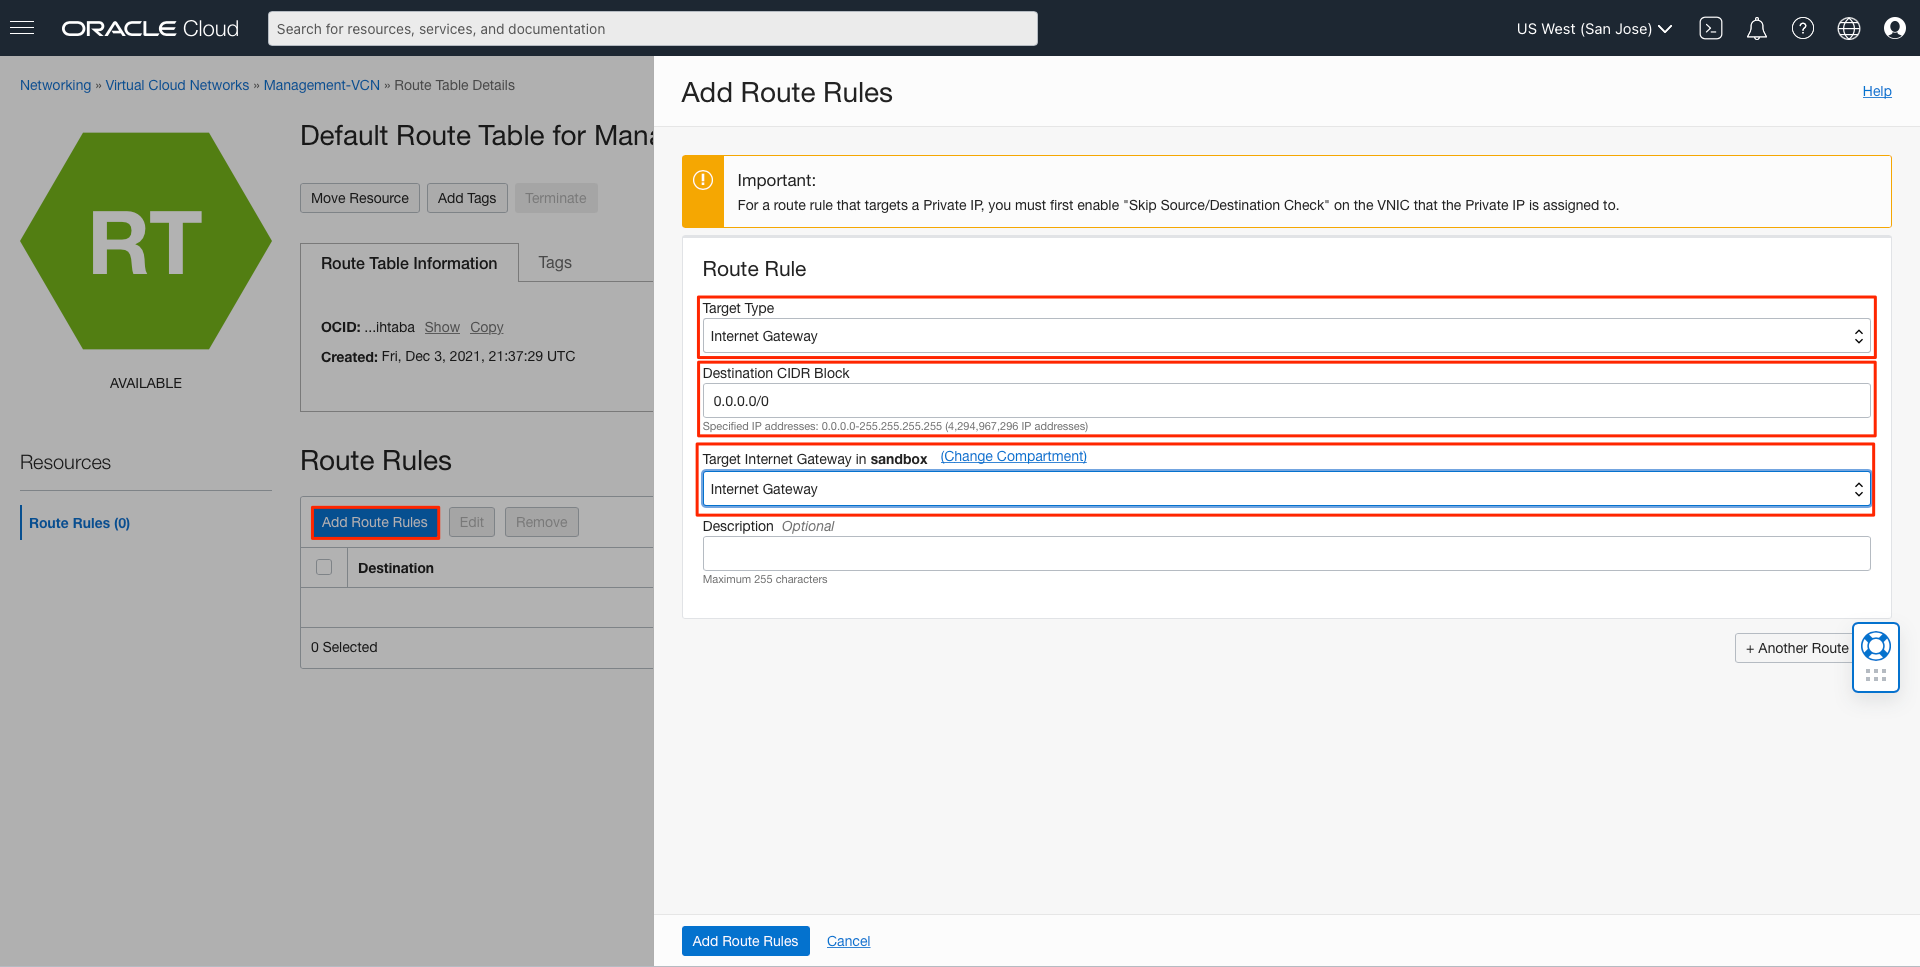 ORACLE Cloud
Search for resources, services, and documentation
US West (San Jose)
Networking » Virtual Cloud Networks » Management-VCN » Route Table Details
RT
AVAILABLE
Default Route Table for Mana
Move Resource
Add Tags
Terminate
Route Table Information
Tags
OCID: ...ihtaba Show Copy
Created: Fri, Dec 3, 2021, 21:37:29 UTC
Resources
Route Rules (0)
Route Rules
Add Route Rules
Edit
Remove
Destination
0 Selected
Add Route Rules
Help
Important:
For a route rule that targets a Private IP, you must first enable "Skip Source/Destination Check" on the VNIC that the Private IP is assigned to.
Route Rule
Target Type
Internet Gateway
Destination CIDR Block
0.0.0.0/0
Specified IP addresses: 0.0.0.0-255.255.255.255 (4,294,967,296 IP addresses)
Target Internet Gateway in sandbox (Change Compartment)
Internet Gateway
Description Optional
Maximum 255 characters
+ Another Route
Add Route Rules
Cancel